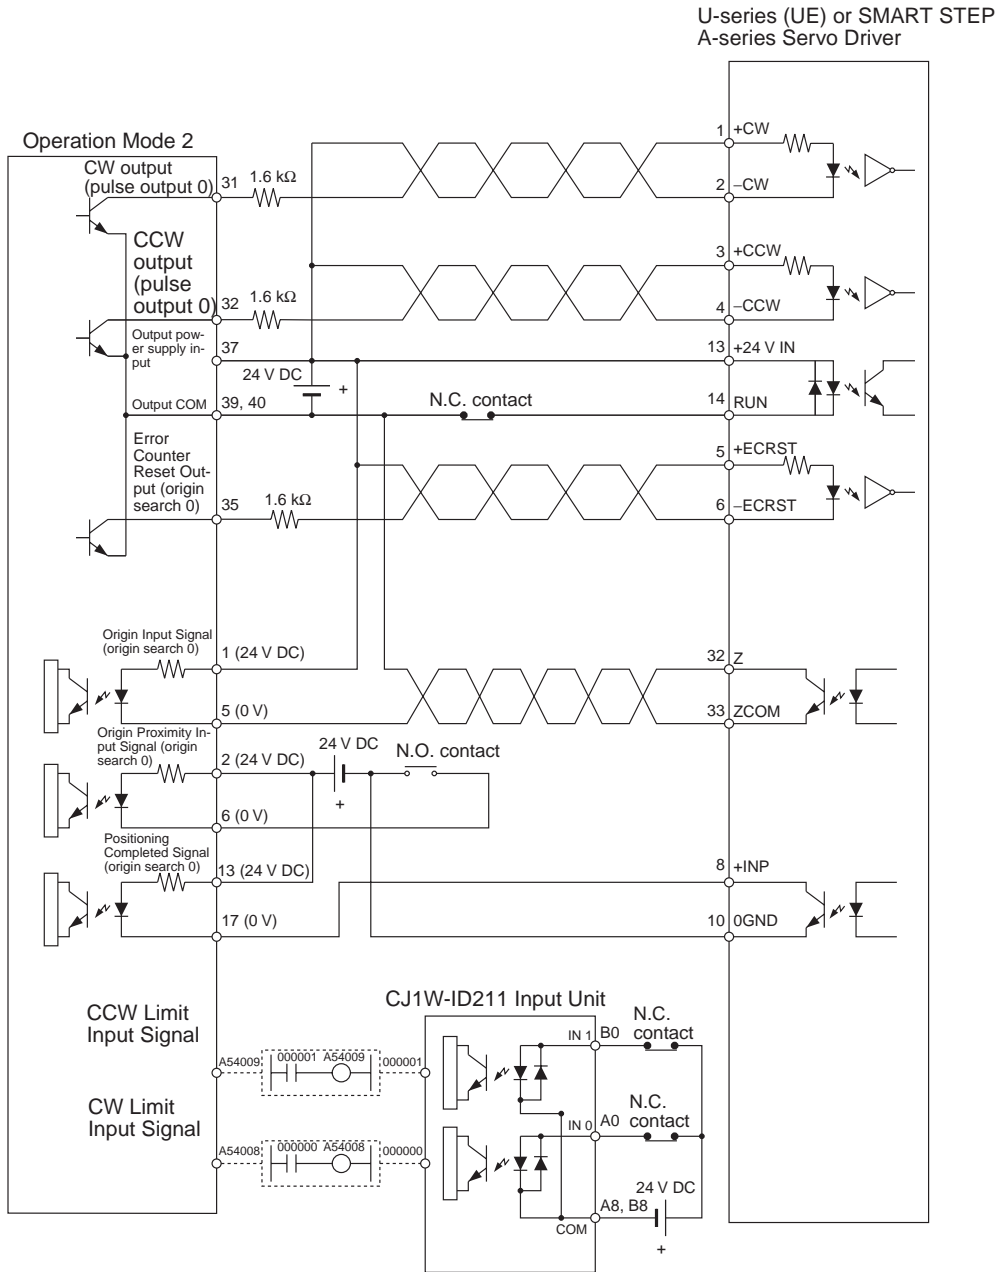 U-series (UE) or SMART STEP
A-series Servo Driver
Operation Mode 2
CW output
(pulse output 0)
31
1.6 kΩ
1
+CW
2
−CW
CCW
output
(pulse
output 0)
32
1.6 kΩ
3
+CCW
4
−CCW
Output pow-
er supply in-
put
37
24 V DC
+
13
+24 V IN
Output COM
39, 40
N.C. contact
14
RUN
Error
Counter
Reset Out-
put (origin
search 0)
35
1.6 kΩ
5
+ECRST
6
−ECRST
Origin Input Signal
(origin search 0)
1 (24 V DC)
5 (0 V)
32
Z
33
ZCOM
Origin Proximity In-
put Signal (origin
search 0)
2 (24 V DC)
24 V DC
+
N.O. contact
6 (0 V)
Positioning
Completed Signal
(origin search 0)
13 (24 V DC)
17 (0 V)
8
+INP
10
0GND
CJ1W-ID211 Input Unit
CCW Limit
Input Signal
A54009
000001
A54009
000001
IN 1
B0
N.C.
contact
CW Limit
Input Signal
A54008
000000
A54008
000000
IN 0
A0
N.C.
contact
COM
A8, B8
24 V DC
+